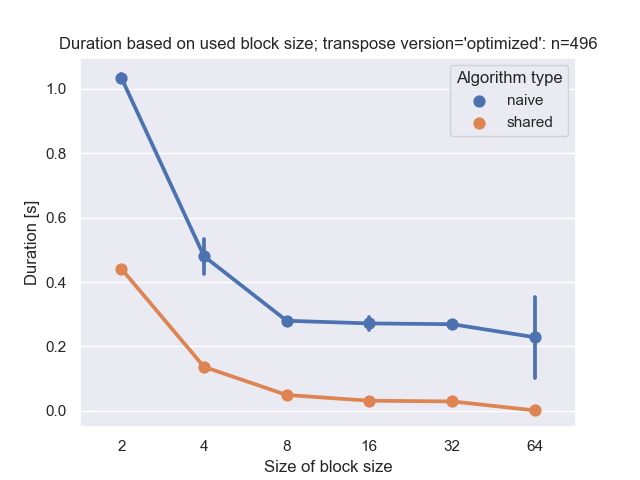 Duration based on used block size; transpose version='optimized': n=496
Algorithm type
naive
shared
Duration [s]
1.0
0.8
0.6
0.4
0.2
0.0
2 4 8 16 32 64
Size of block size